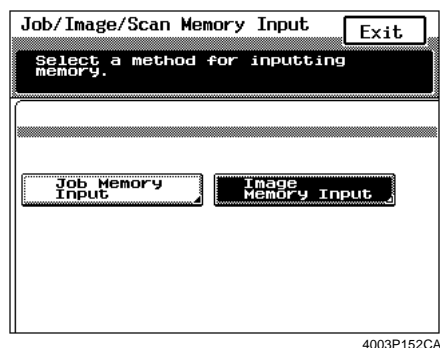 Job/Image/Scan Memory Input
Exit
Select a method for inputting
memory.
Job Memory
Input
Image
Memory Input
4003P152CA